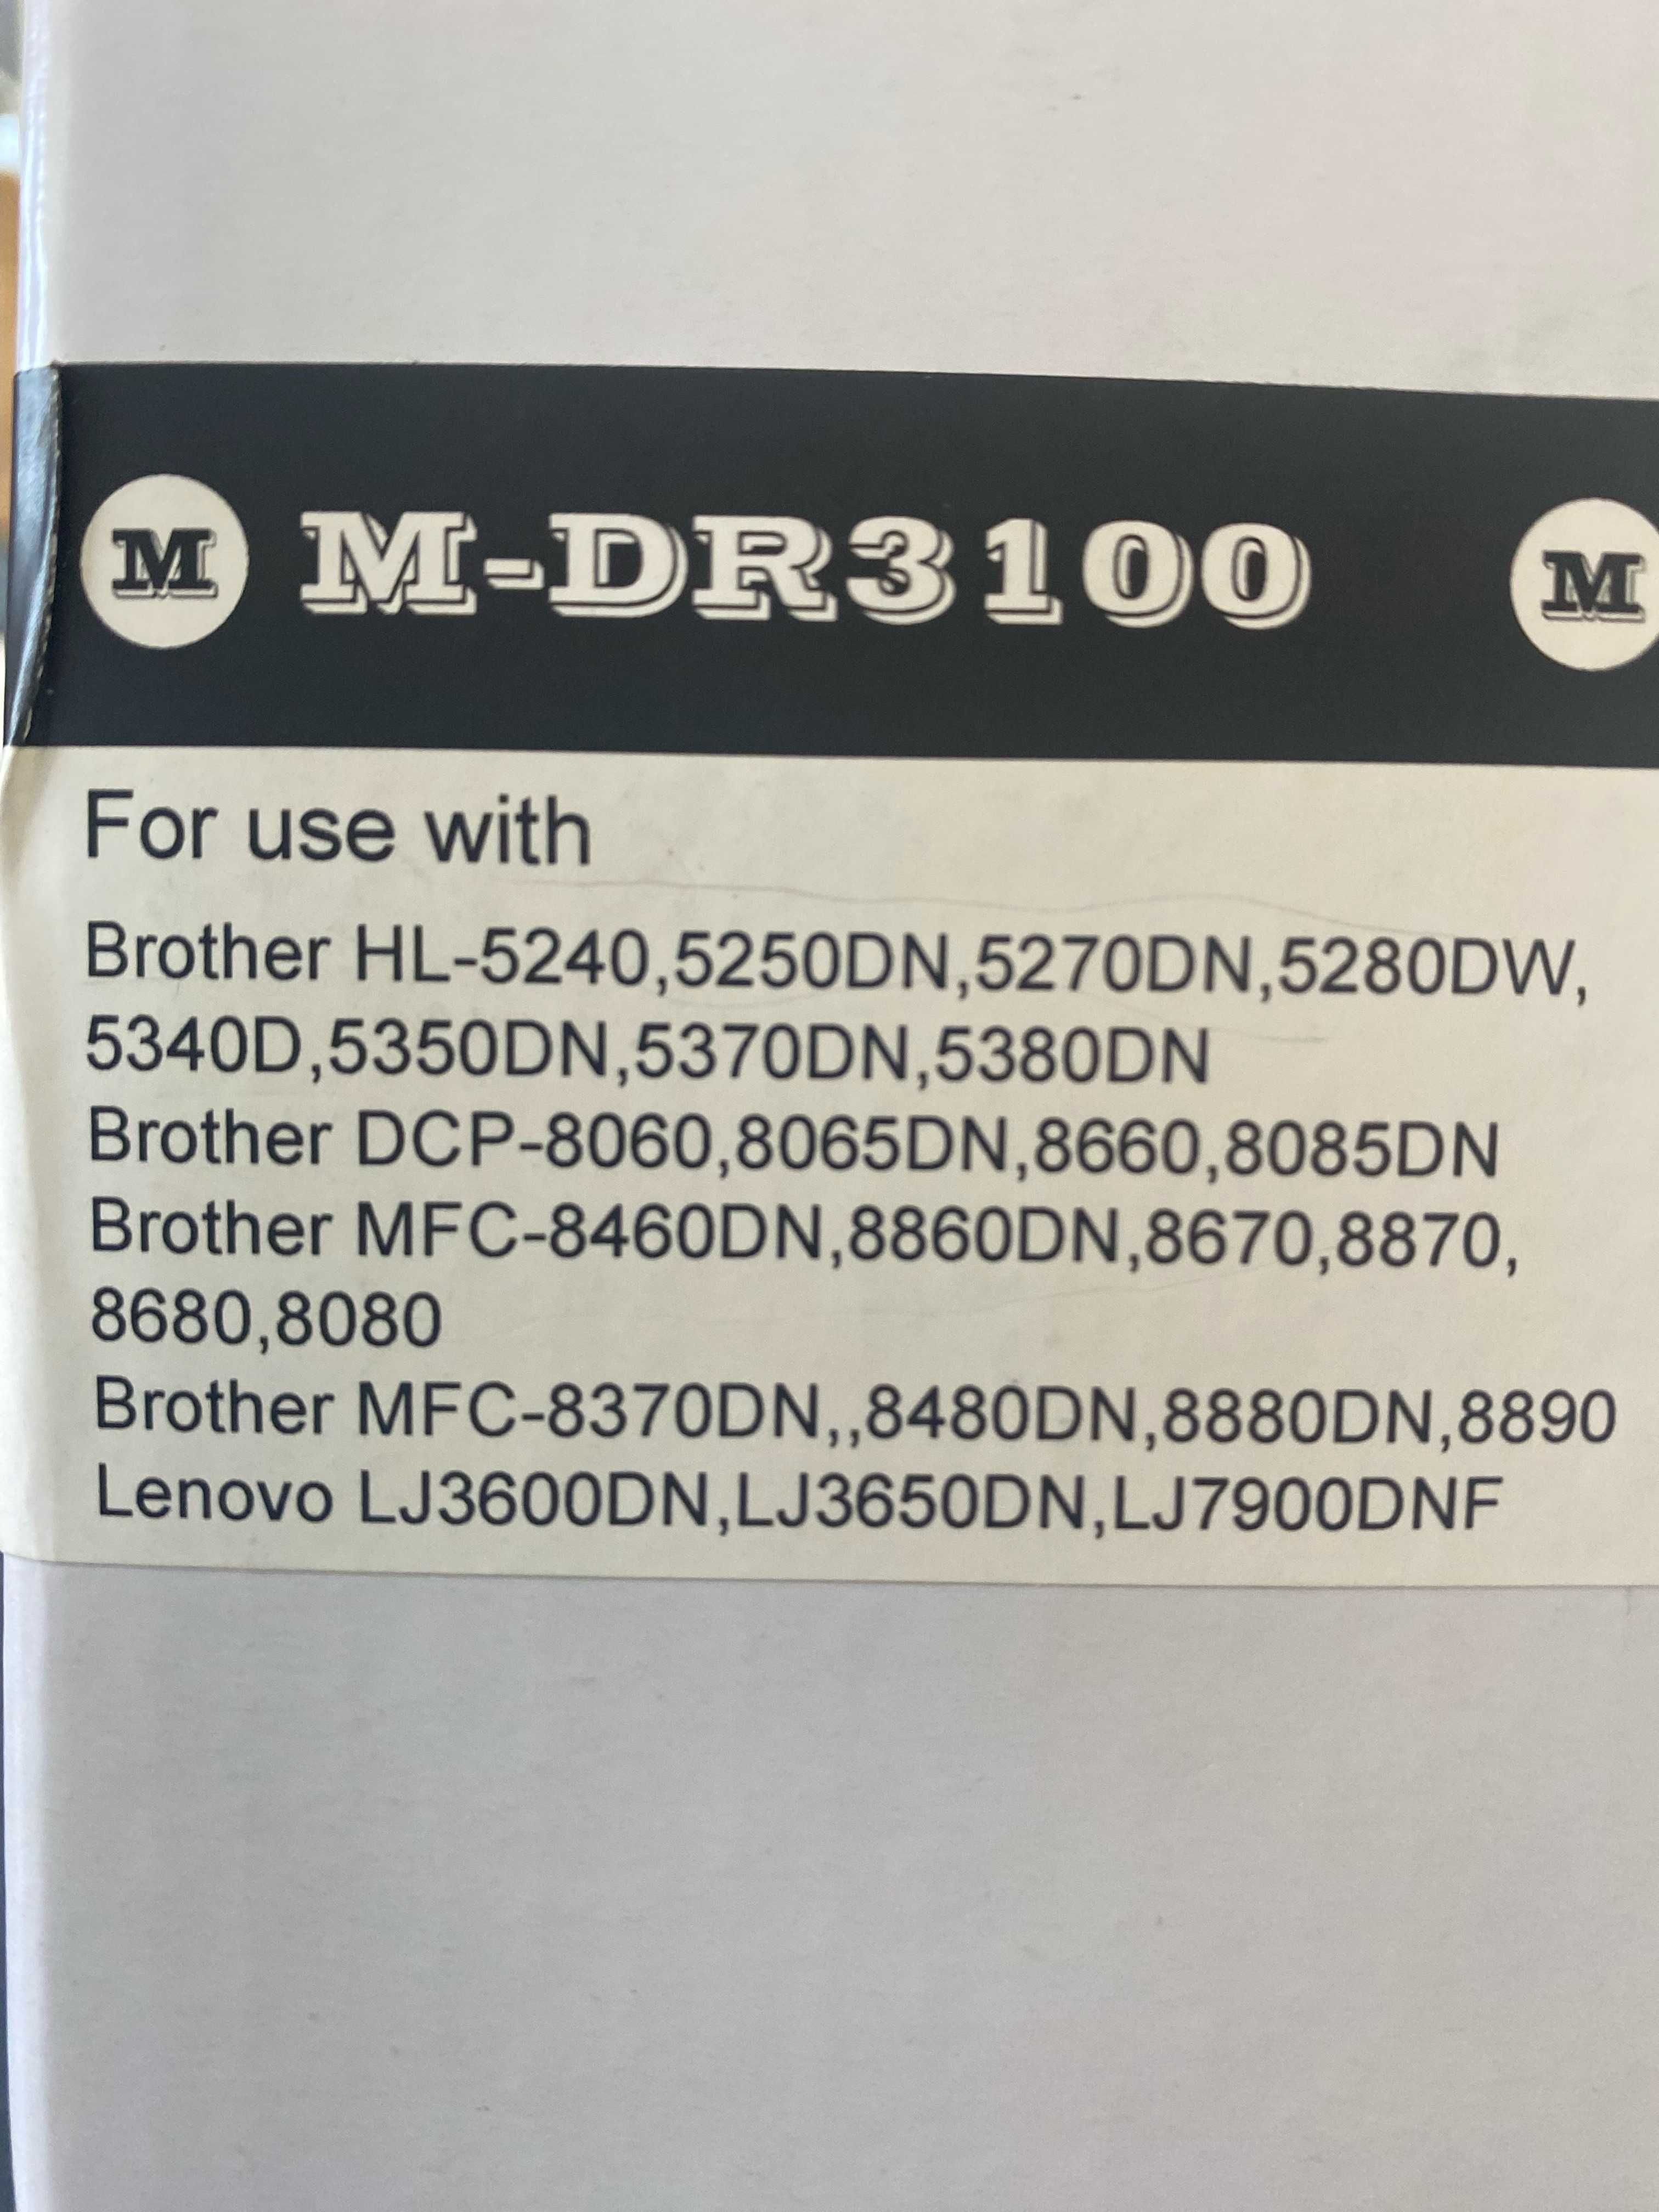 M M-DR3100 M
For use with
Brother HL-5240,5250DN,5270DN,5280DW,
5340D,5350DN,5370DN,5380DN
Brother DCP-8060,8065DN,8660,8085DN
Brother MFC-8460DN,8860DN,8670,8870,
8680,8080
Brother MFC-8370DN,,8480DN,8880DN,8890
Lenovo LJ3600DN,LJ3650DN,LJ7900DNF